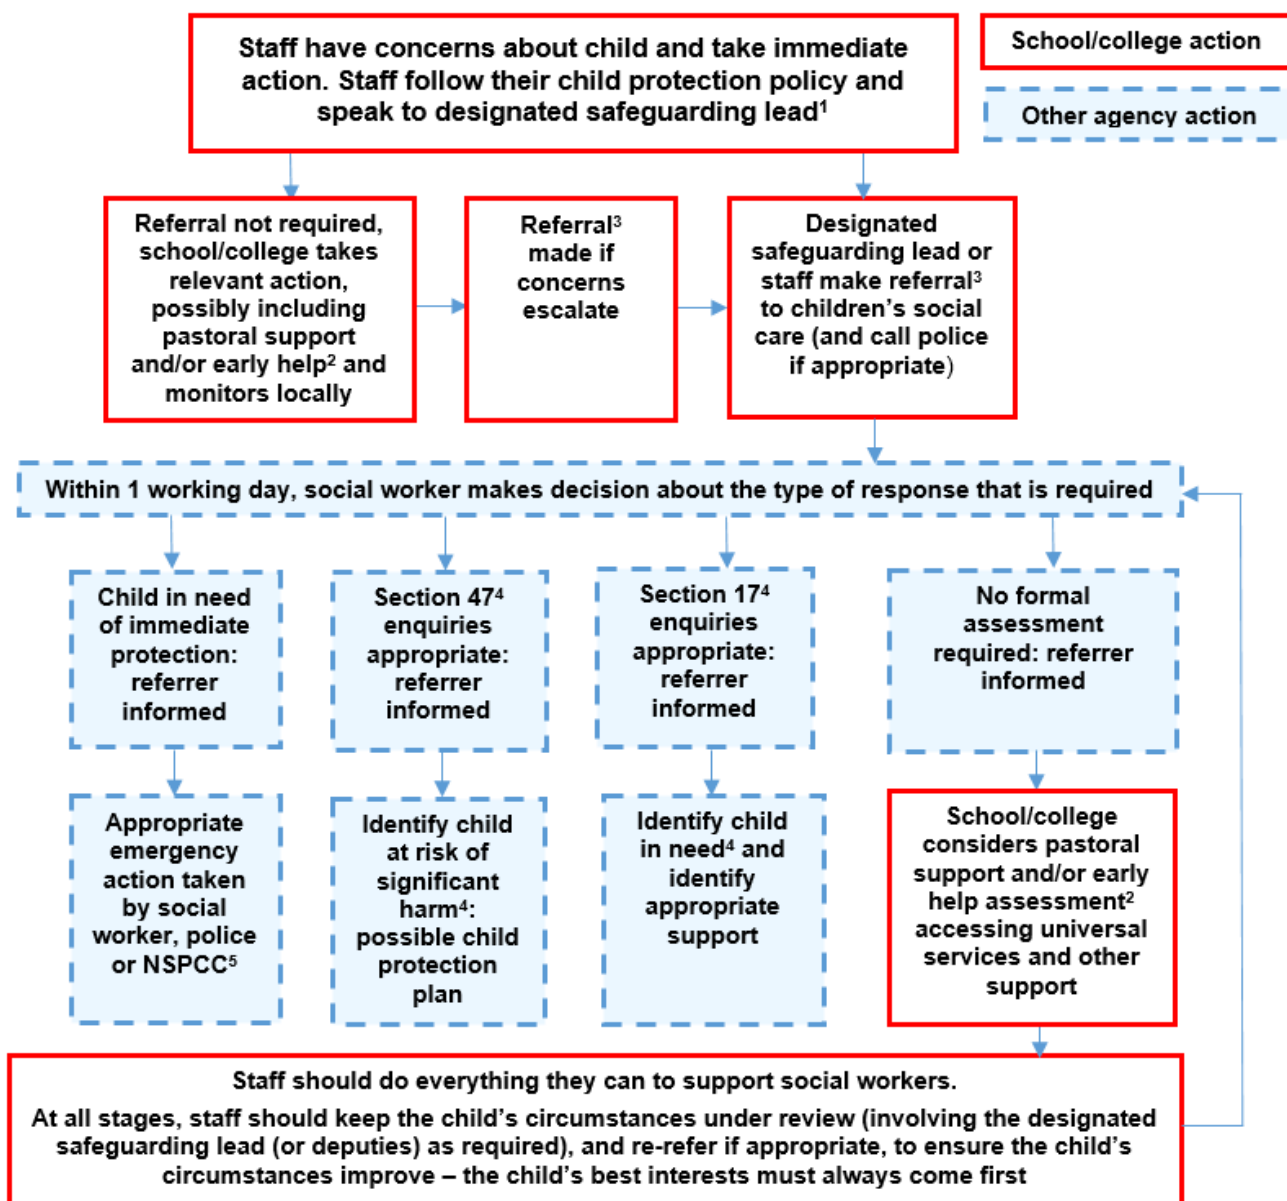 Staff have concerns about child and take immediate
action. Staff follow their child protection policy and
speak to designated safeguarding lead¹
School/college action
Other agency action
Referral not required,
school/college takes
relevant action,
possibly including
pastoral support
and/or early help² and
monitors locally
Referral³
made if
concerns
escalate
Designated
safeguarding lead or
staff make referral³
to children’s social
care (and call police
if appropriate)
Within 1 working day, social worker makes decision about the type of response that is required
Child in need
of immediate
protection:
referrer
informed
Section 47⁴
enquiries
appropriate:
referrer
informed
Section 17⁴
enquiries
appropriate:
referrer
informed
No formal
assessment
required: referrer
informed
Appropriate
emergency
action taken
by social
worker, police
or NSPCC⁵
Identify child
at risk of
significant
harm⁴:
possible child
protection
plan
Identify child
in need⁴ and
identify
appropriate
support
School/college
considers pastoral
support and/or early
help assessment²
accessing universal
services and other
support
Staff should do everything they can to support social workers.
At all stages, staff should keep the child’s circumstances under review (involving the designated
safeguarding lead (or deputies) as required), and re-refer if appropriate, to ensure the child’s
circumstances improve – the child’s best interests must always come first